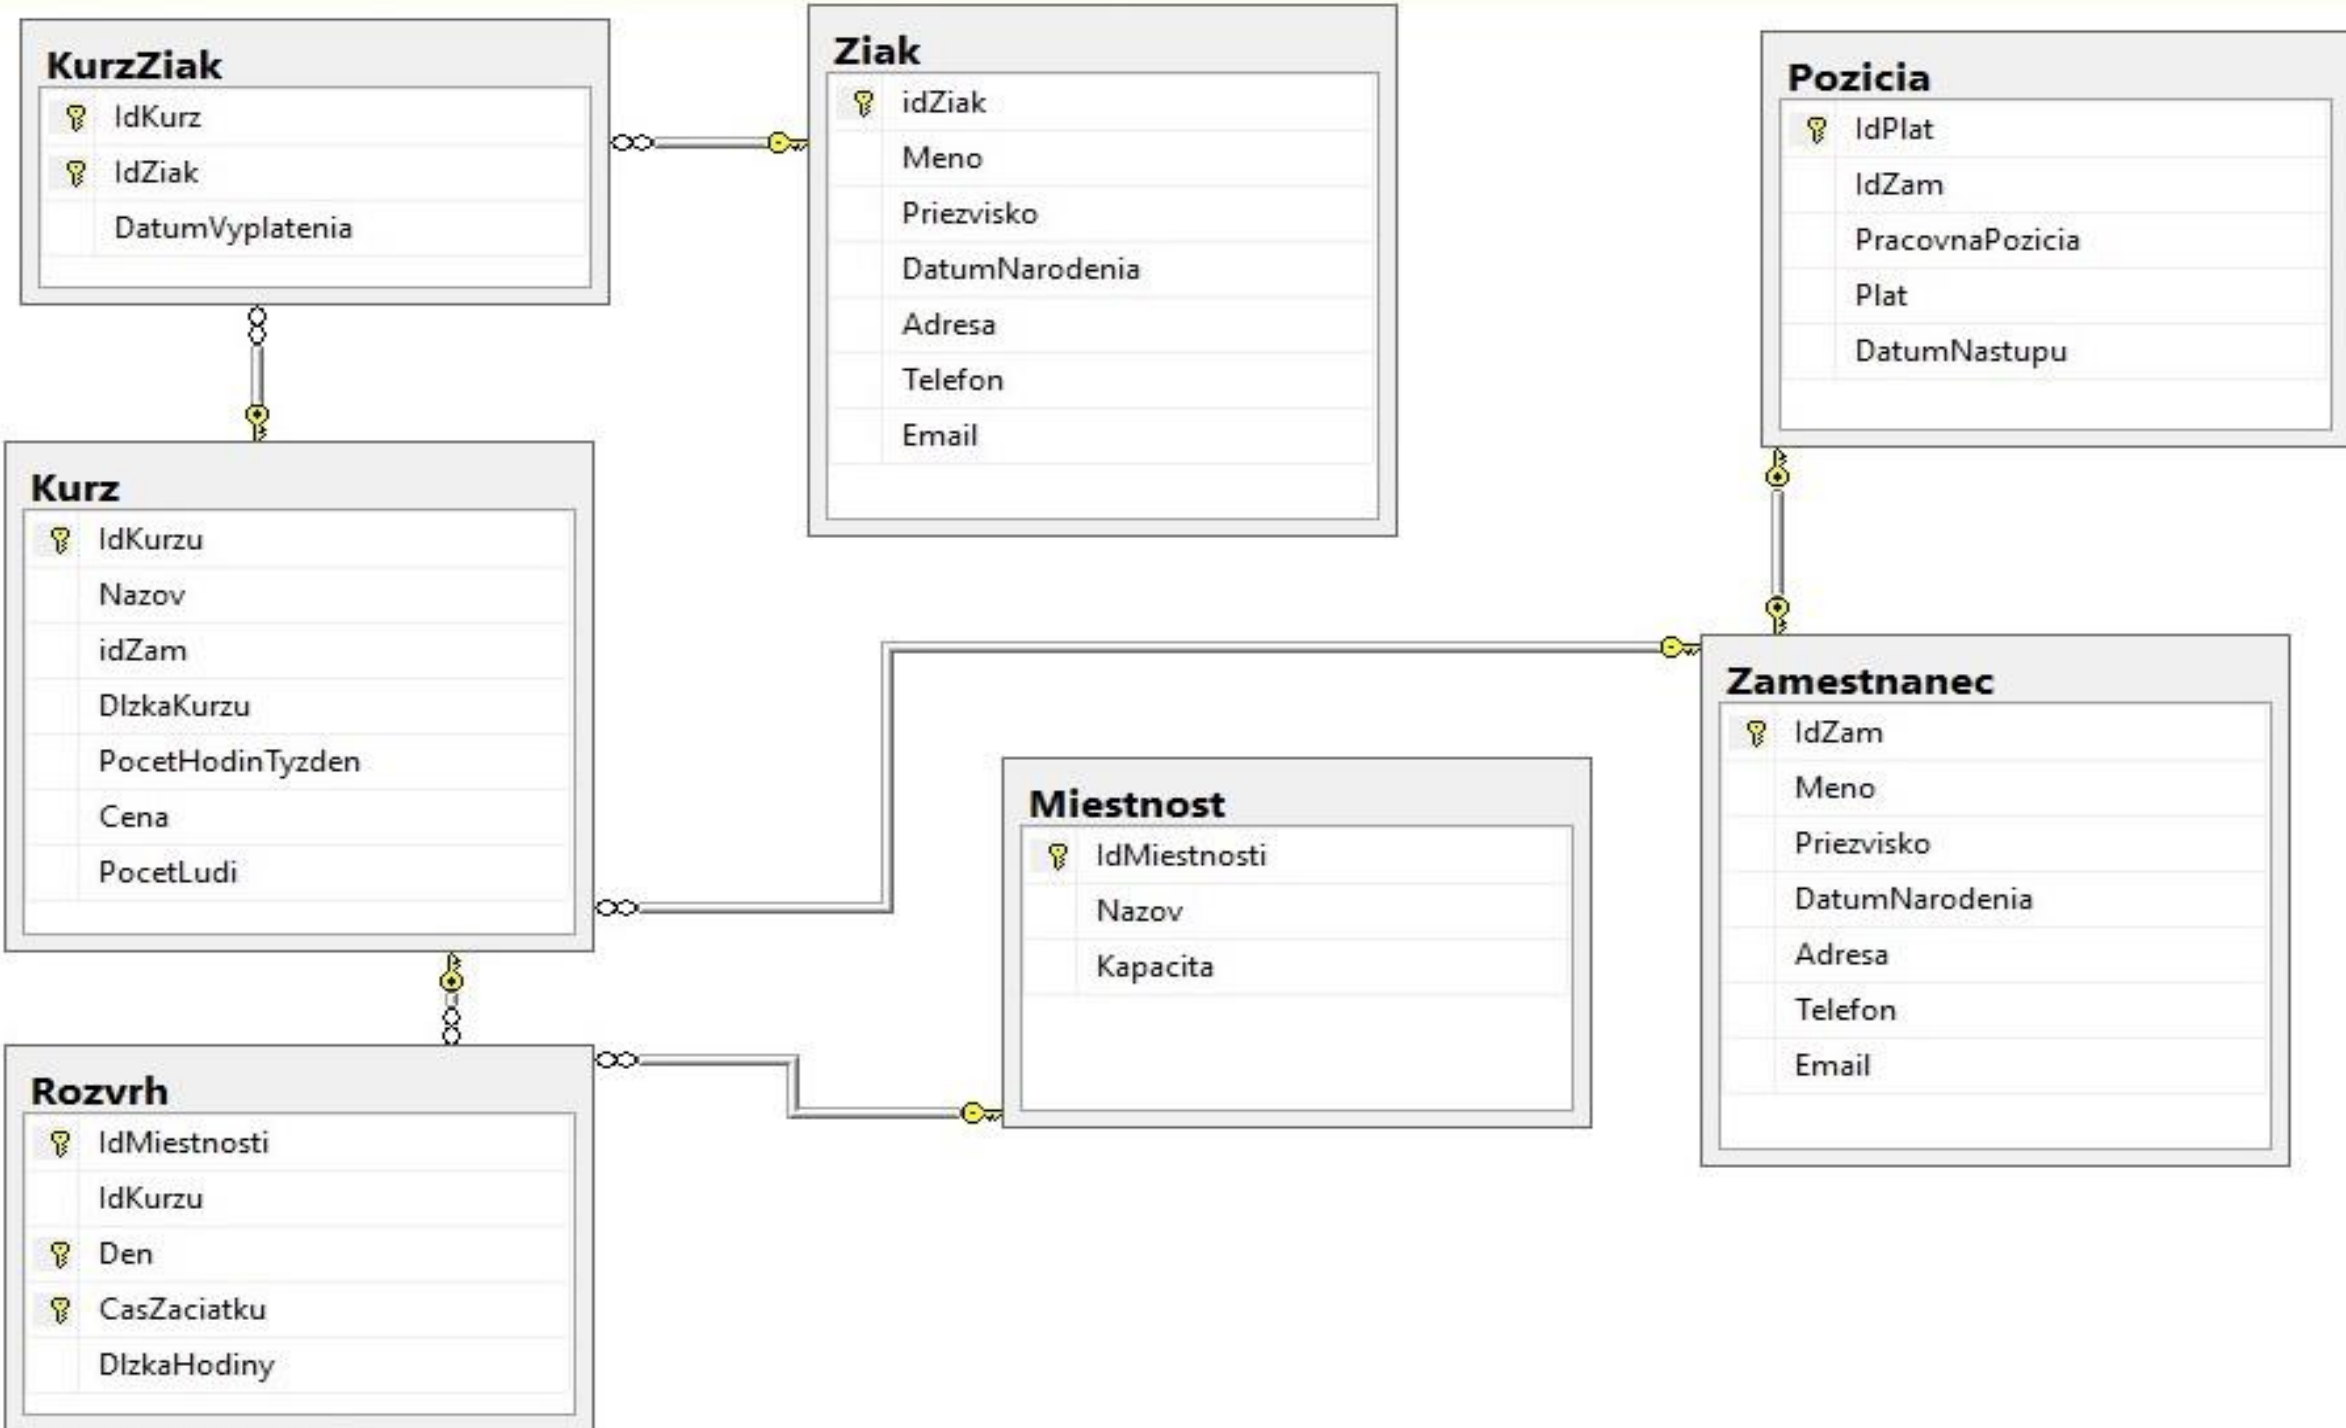 KurzZiak
IdKurz
IdZiak
DatumVyplatenia
Ziak
idZiak
Meno
Priezvisko
DatumNarodenia
Adresa
Telefon
Email
Pozicia
IdPlat
IdZam
PracovnaPozicia
Plat
DatumNastupu
Kurz
IdKurzu
Nazov
idZam
DlzkaKurzu
PocetHodinTyzden
Cena
PocetLudi
Miestnost
IdMiestnosti
Nazov
Kapacita
Zamestnanec
IdZam
Meno
Priezvisko
DatumNarodenia
Adresa
Telefon
Email
Rozvrh
IdMiestnosti
IdKurzu
Den
CasZaciatku
DlzkaHodiny